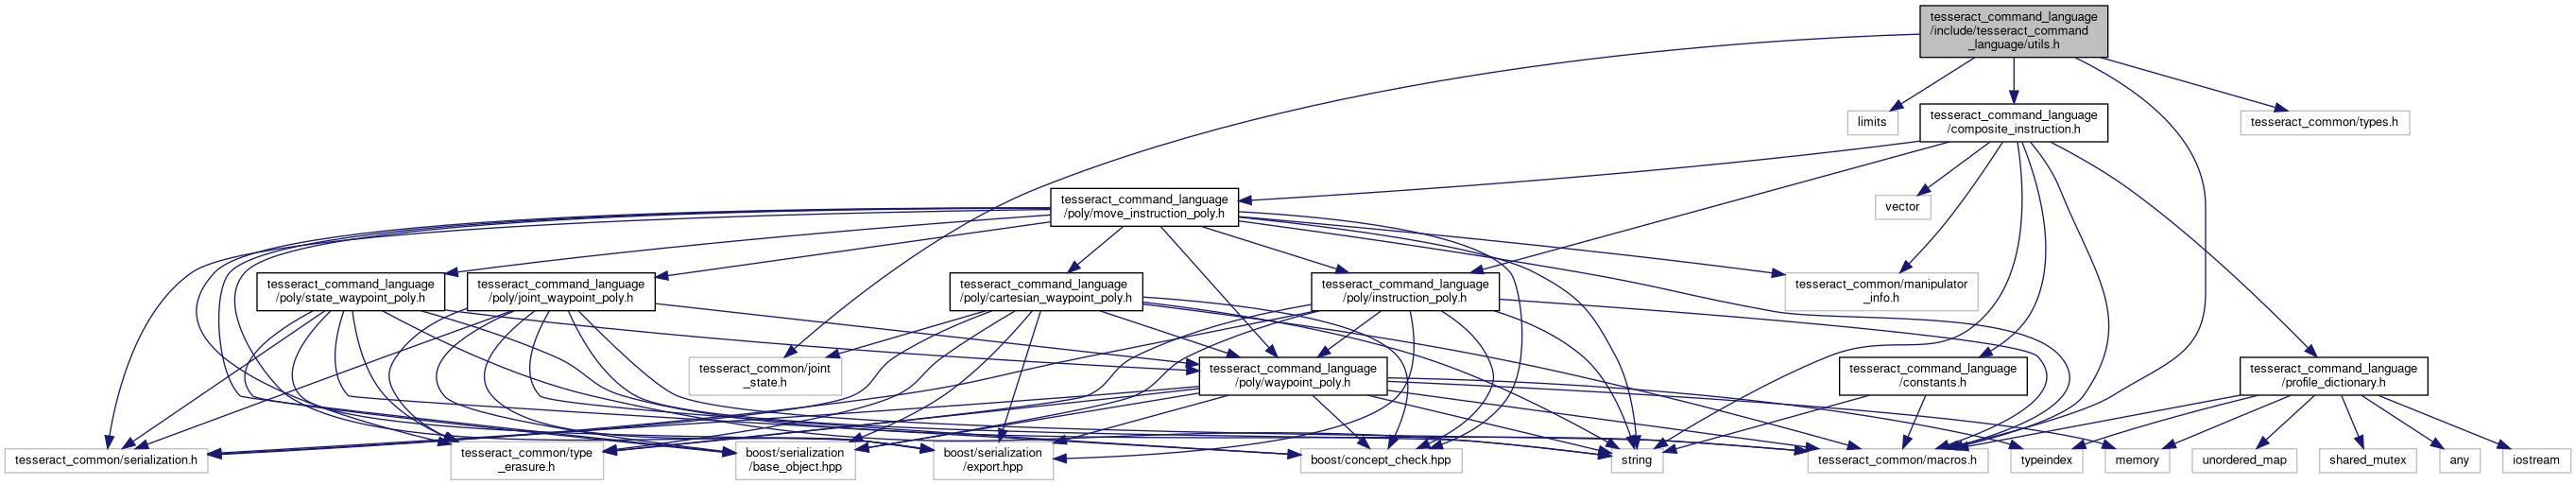 tesseract_command_language
/include/tesseract_command
_language/utils.h
limits
tesseract_command_language
/composite_instruction.h
tesseract_common/types.h
tesseract_command_language
/poly/move_instruction_poly.h
vector
tesseract_command_language
/poly/state_waypoint_poly.h
tesseract_command_language
/poly/joint_waypoint_poly.h
tesseract_command_language
/poly/cartesian_waypoint_poly.h
tesseract_command_language
/poly/instruction_poly.h
tesseract_common/manipulator
_info.h
tesseract_common/joint
_state.h
tesseract_command_language
/poly/waypoint_poly.h
tesseract_command_language
/constants.h
tesseract_command_language
/profile_dictionary.h
tesseract_common/serialization.h
tesseract_common/type
_erasure.h
boost/serialization
/base_object.hpp
boost/serialization
/export.hpp
boost/concept_check.hpp
string
tesseract_common/macros.h
typeindex
memory
unordered_map
shared_mutex
any
iostream